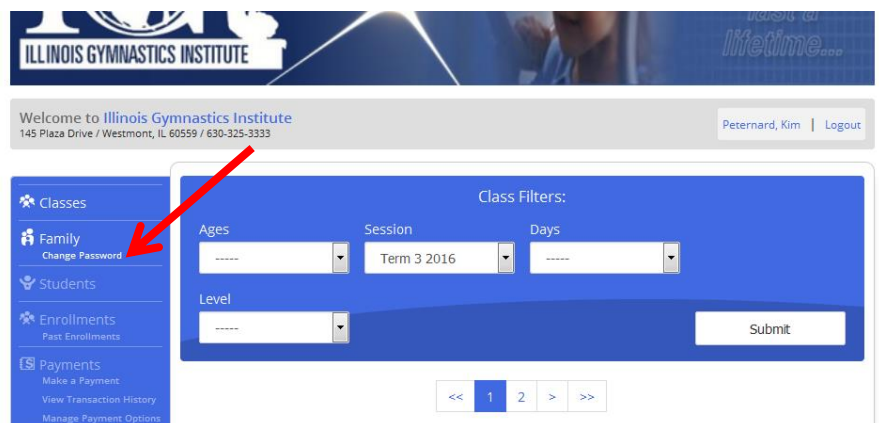 last a
lifetime...
ILLINOIS GYMNASTICS INSTITUTE
Welcome to Illinois Gymnastics Institute
145 Plaza Drive / Westmont, IL 60559 / 630-325-3333
Peternard, Kim | Logout
Classes
Family
Change Password
Students
Enrollments
Past Enrollments
Payments
Make a Payment
View Transaction History
Manage Payment Options
Class Filters:
Ages Session Days
----- Term 3 2016 -----
Level
----- Submit
<< 1 2 > >>